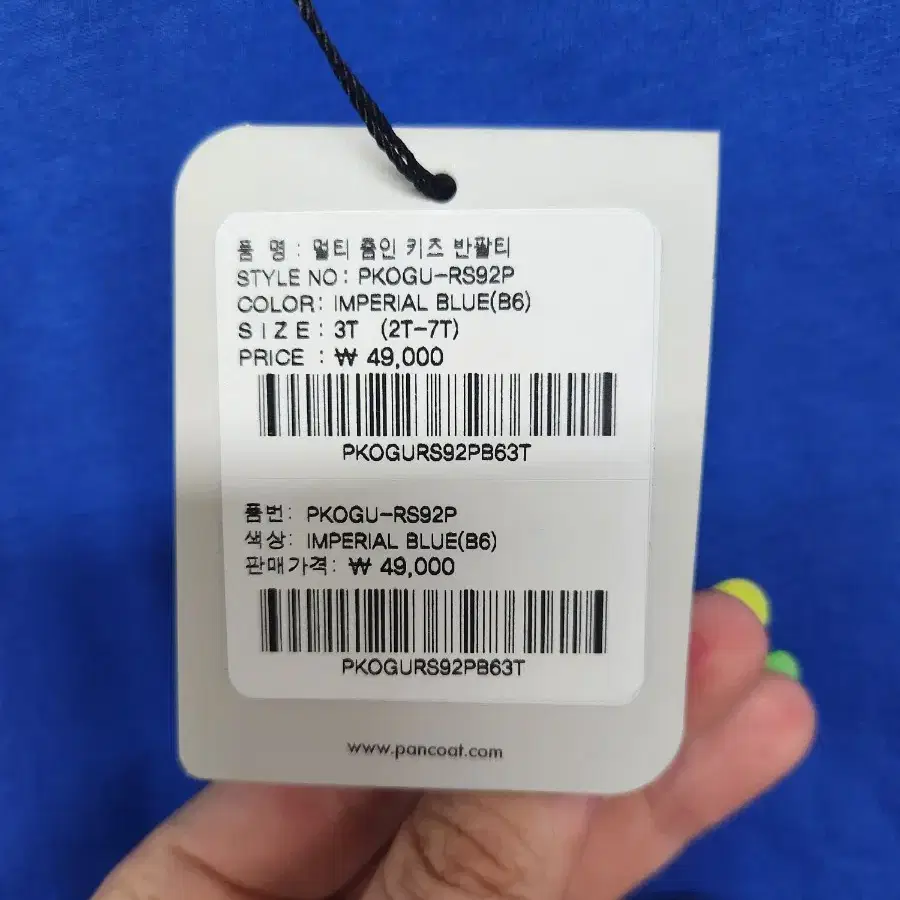 품 명 : 멀티 줌인 키즈 반팔티
STYLE NO : PKOGU-RS92P
COLOR : IMPERIAL BLUE(B6)
SIZE : 3T (2T-7T)
PRICE : ₩ 49,000
PKOGURS92PB63T
품번: PKOGU-RS92P
색상: IMPERIAL BLUE(B6)
판매가격: ₩ 49,000
PKOGURS92PB63T
www.pancoat.com